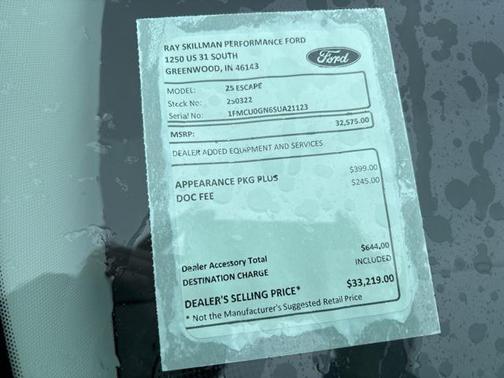 RAY SKILLMAN PERFORMANCE FORD
1250 US 31 SOUTH
GREENWOOD, IN 46143
Ford
MODEL: 25 ESCAPE
Stock No: 250322
Serial No: 1FMCU0GN6SUA21123
MSRP: 32,575.00
DEALER ADDED EQUIPMENT AND SERVICES
APPEARANCE PKG PLUS $399.00
DOC FEE $245.00
Dealer Accessory Total $644.00
DESTINATION CHARGE INCLUDED
DEALER'S SELLING PRICE* $33,219.00
* Not the Manufacturer's Suggested Retail Price